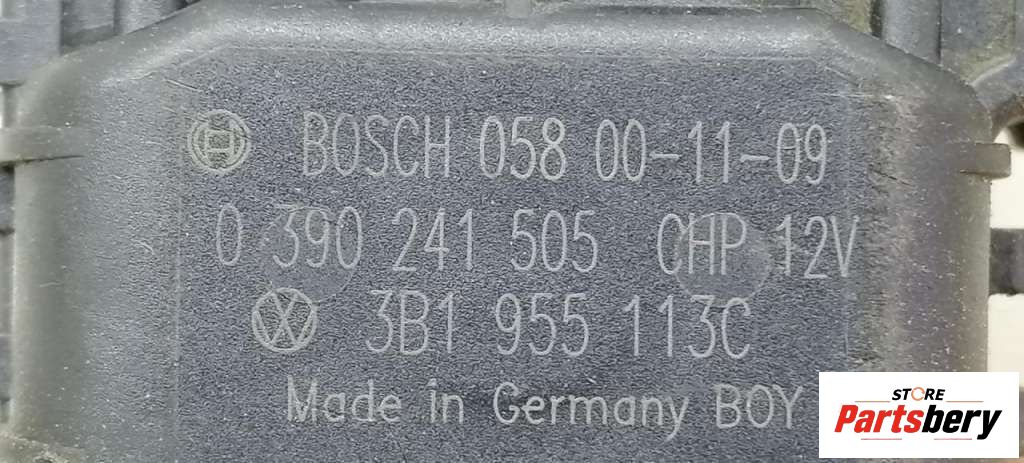 BOSCH 058 00-11-09
0 390 241 505 CHP 12V
3B1 955 113C
Made in Germany BOY
STORE
Partsbery